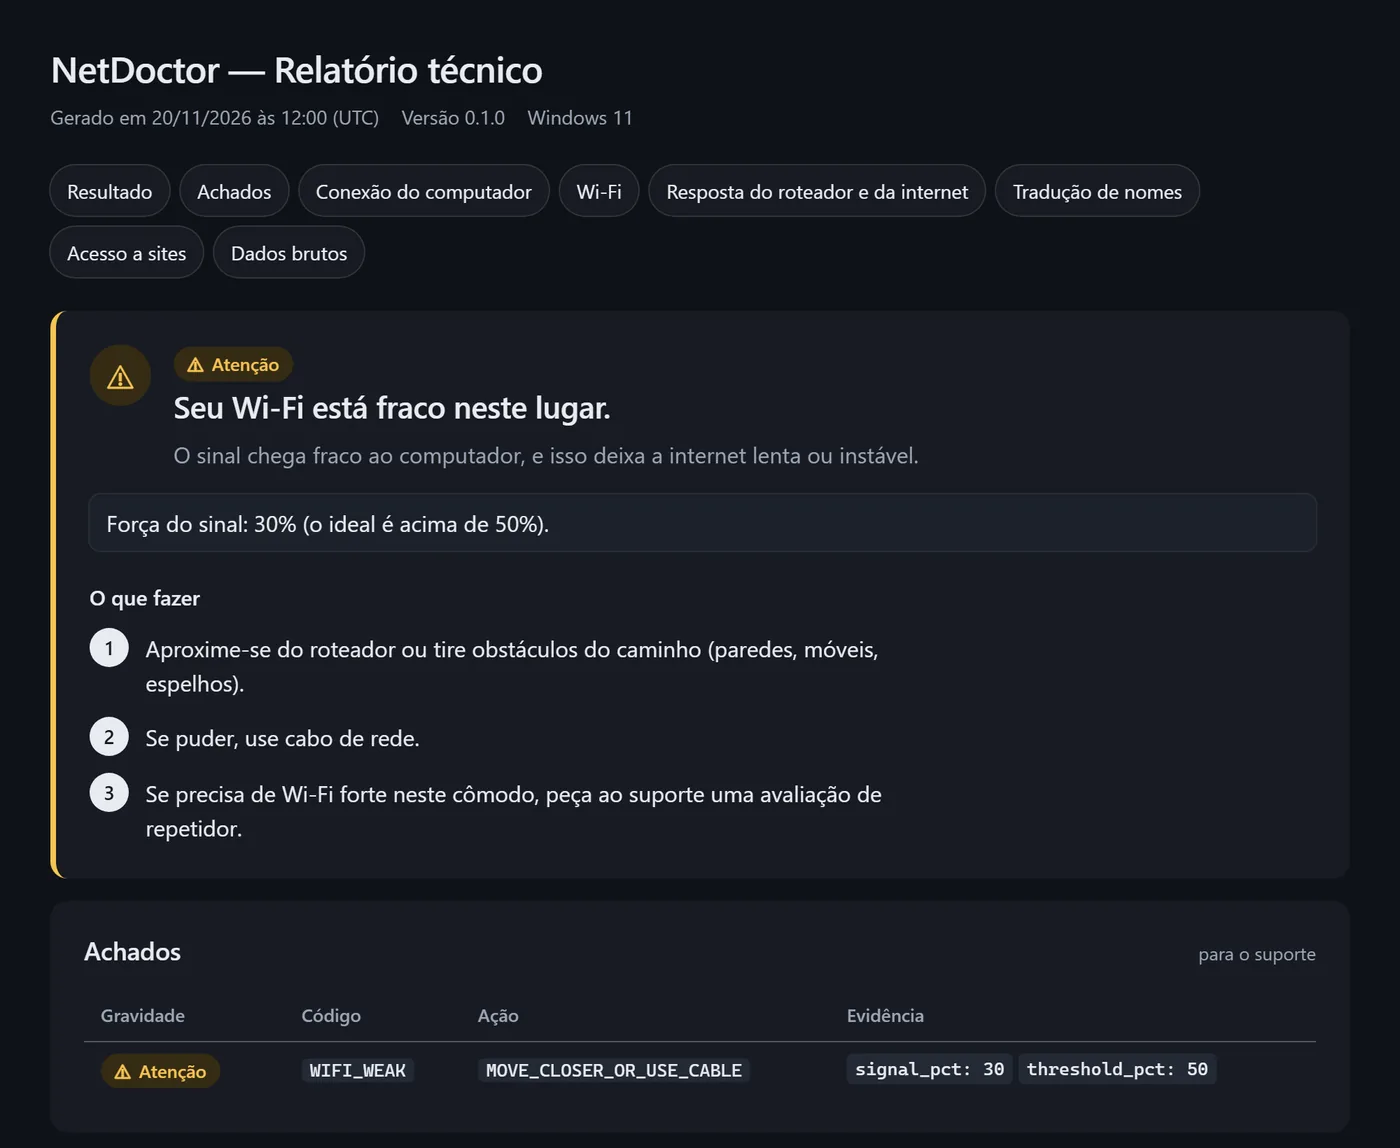 NetDoctor — Relatório técnico
Gerado em 20/11/2026 às 12:00 (UTC) Versão 0.1.0 Windows 11
Resultado Achados Conexão do computador Wi-Fi Resposta do roteador e da internet Tradução de nomes
Acesso a sites Dados brutos
Atenção
Seu Wi-Fi está fraco neste lugar.
O sinal chega fraco ao computador, e isso deixa a internet lenta ou instável.
Força do sinal: 30% (o ideal é acima de 50%).
O que fazer
1 Aproxime-se do roteador ou tire obstáculos do caminho (paredes, móveis,
espelhos).
2 Se puder, use cabo de rede.
3 Se precisa de Wi-Fi forte neste cômodo, peça ao suporte uma avaliação de
repetidor.
Achados para o suporte
Gravidade Código Ação Evidência
Atenção WIFI_WEAK MOVE_CLOSER_OR_USE_CABLE signal_pct: 30 threshold_pct: 50